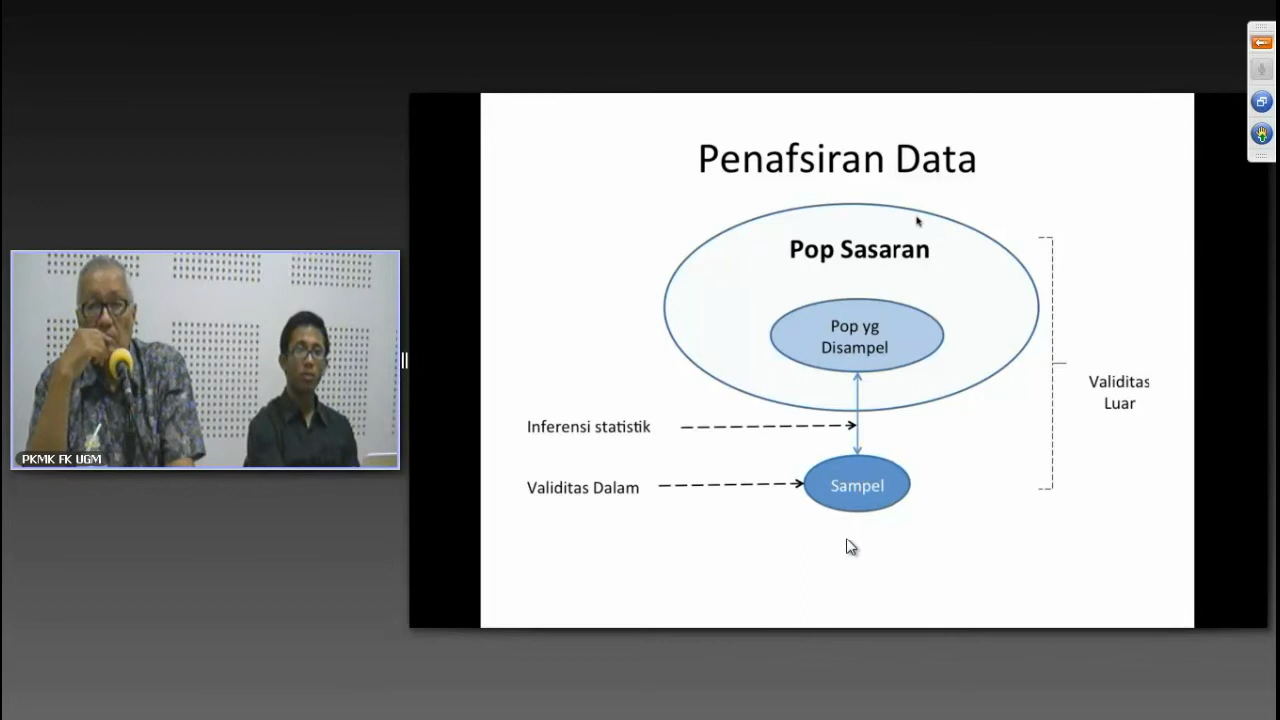 Penafsiran Data
Pop Sasaran
Pop yg
Disampel
Validitas
Luar
Inferensi statistik
Validitas Dalam
Sampel
PKMK FK UGM